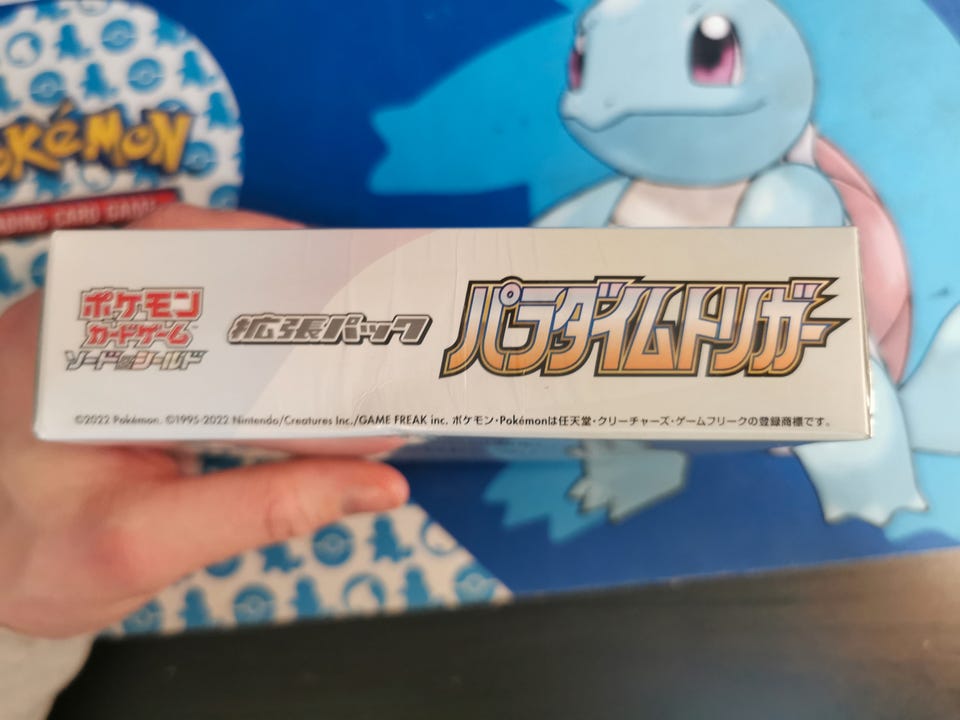 POKÉMON
TRADING CARD GAME
ポケモン
カードゲーム
ソード&シールド
拡張パック
パラダイムトリガー
©2022 Pokémon. ©1995-2022 Nintendo/Creatures Inc./GAME FREAK inc. ポケモン・Pokémonは任天堂・クリーチャーズ・ゲームフリークの登録商標です。